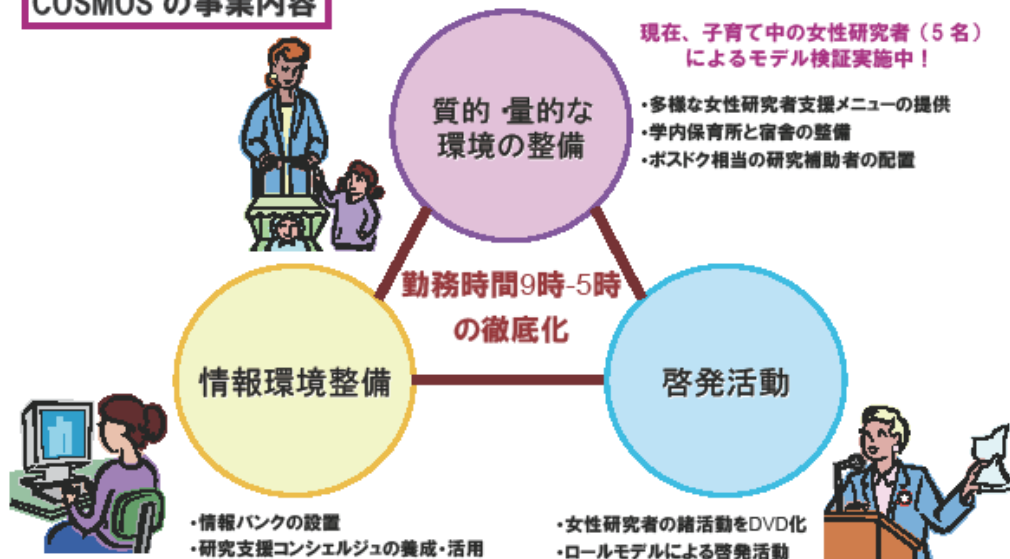 COSMOS の事業内容
現在、子育て中の女性研究者（5 名）
によるモデル検証実施中！
質的・量的な
環境の整備
・多様な女性研究者支援メニューの提供
・学内保育所と宿舎の整備
・ポスドク相当の研究補助者の配置
勤務時間9時-5時
の徹底化
情報環境整備
啓発活動
・情報バンクの設置
・研究支援コンシェルジュの養成・活用
・女性研究者の諸活動をDVD化
・ロールモデルによる啓発活動